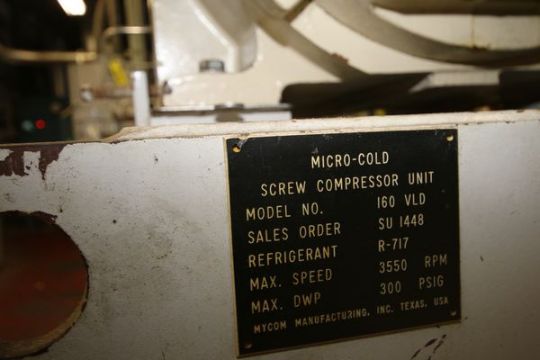 MICRO-COLD
SCREW COMPRESSOR UNIT
MODEL NO. 160 VLD
SALES ORDER SU 1448
REFRIGERANT R-717
MAX. SPEED 3550 RPM
MAX. DWP 300 PSIG
MYCOM MANUFACTURING, INC. TEXAS, USA